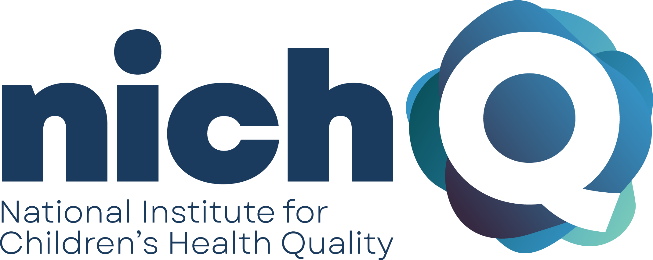 nichQ
National Institute for
Children's Health Quality